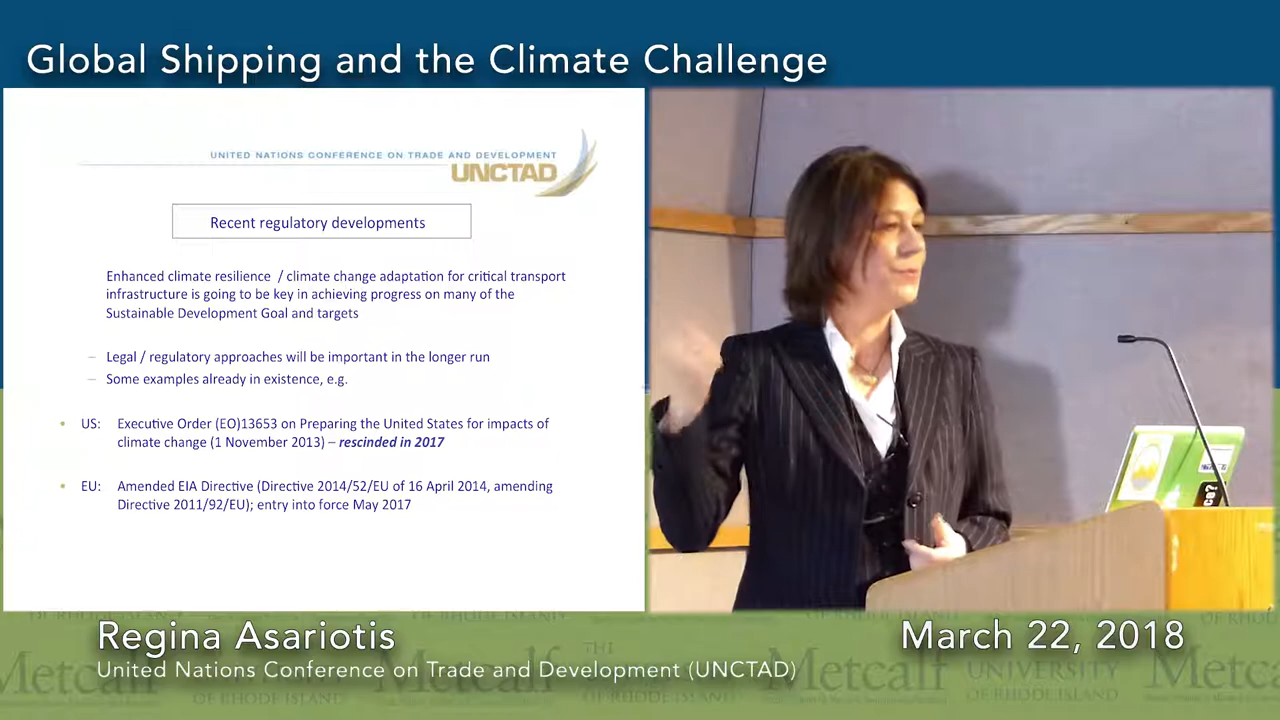 Global Shipping and the Climate Challenge
UNITED NATIONS CONFERENCE ON TRADE AND DEVELOPMENT
UNCTAD
Recent regulatory developments
Enhanced climate resilience / climate change adaptation for critical transport
infrastructure is going to be key in achieving progress on many of the
Sustainable Development Goal and targets
– Legal / regulatory approaches will be important in the longer run
– Some examples already in existence, e.g.
• US: Executive Order (EO)13653 on Preparing the United States for impacts of
climate change (1 November 2013) – rescinded in 2017
• EU: Amended EIA Directive (Directive 2014/52/EU of 16 April 2014, amending
Directive 2011/92/EU); entry into force May 2017
Regina Asariotis
March 22, 2018
United Nations Conference on Trade and Development (UNCTAD)
THE
Metcalf
UNIVERSITY
OF RHODE ISLAND